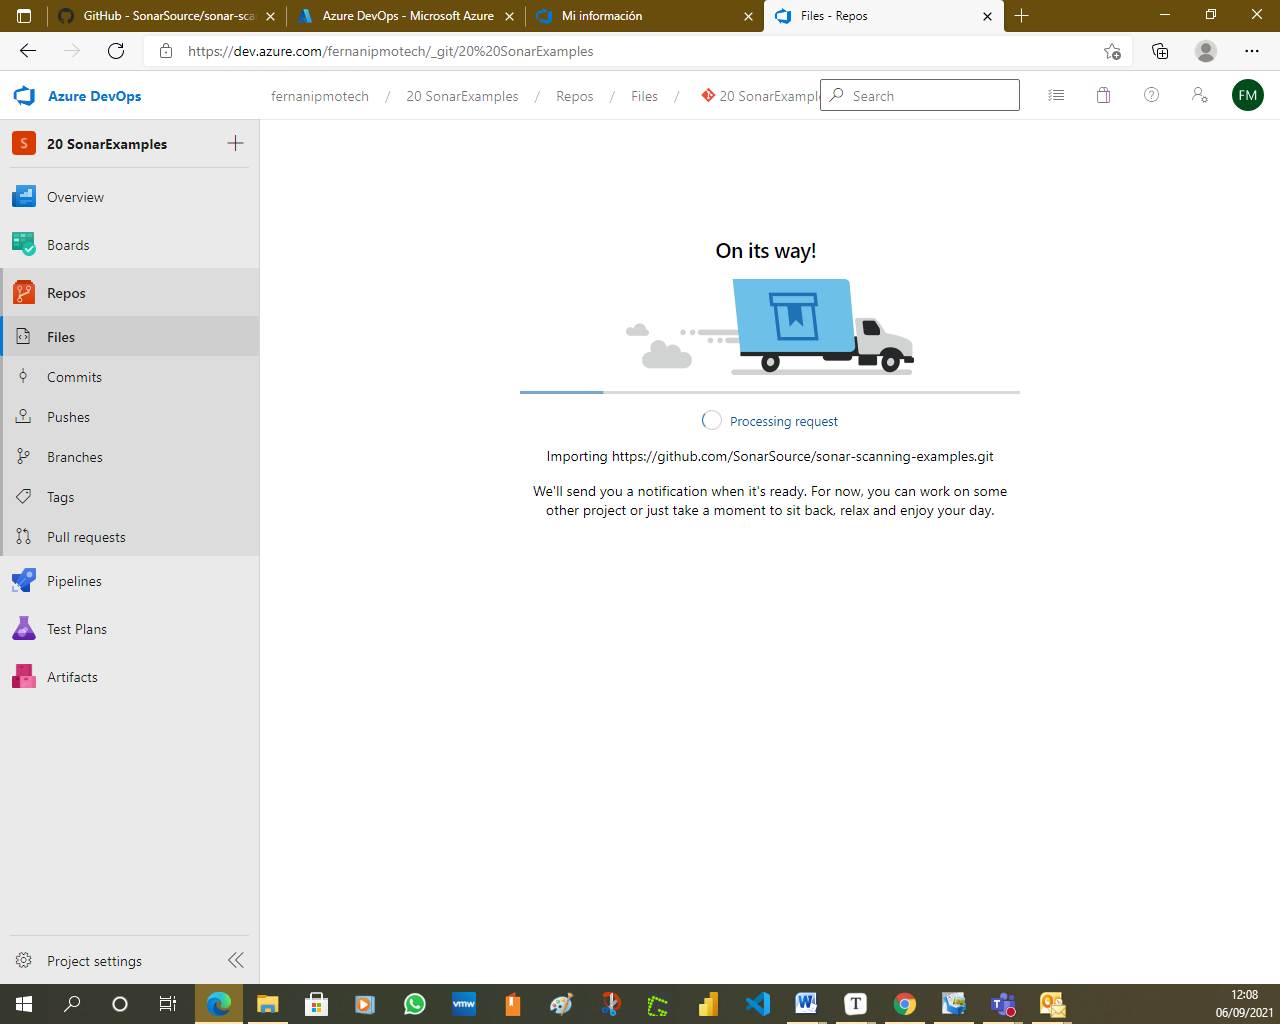 GitHub - SonarSource/sonar-scan
Azure DevOps - Microsoft Azure
Mi información
Files - Repos
https://dev.azure.com/fernanipmotech/_git/20%20SonarExamples
Azure DevOps
fernanipmotech / 20 SonarExamples / Repos / Files / 20 SonarExample
Search
FM
S
20 SonarExamples
Overview
Boards
Repos
Files
Commits
Pushes
Branches
Tags
Pull requests
Pipelines
Test Plans
Artifacts
Project settings
On its way!
Processing request
Importing https://github.com/SonarSource/sonar-scanning-examples.git
We'll send you a notification when it's ready. For now, you can work on some
other project or just take a moment to sit back, relax and enjoy your day.
vmw
W
T
12:08
06/09/2021